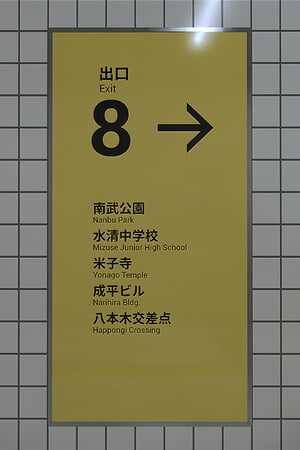 出口
Exit
8 →
南武公園
Nanbu Park
水清中学校
Mizuse Junior High School
米子寺
Yonago Temple
成平ビル
Narihira Bldg.
八本木交差点
Happongi Crossing